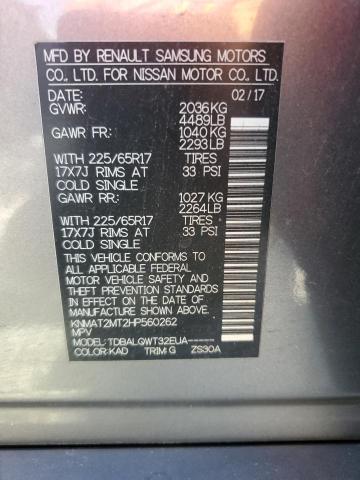 MFD BY RENAULT SAMSUNG MOTORS
CO., LTD. FOR NISSAN MOTOR CO., LTD.
DATE: 02/17
GVWR: 2036KG
4489LB
GAWR FR: 1040KG
2293LB
WITH 225/65R17 TIRES
17X7J RIMS AT 33 PSI
COLD SINGLE
GAWR RR: 1027KG
2264LB
WITH 225/65R17 TIRES
17X7J RIMS AT 33 PSI
COLD SINGLE
THIS VEHICLE CONFORMS TO
ALL APPLICABLE FEDERAL
MOTOR VEHICLE SAFETY AND
THEFT PREVENTION STANDARDS
IN EFFECT ON THE DATE OF
MANUFACTURE SHOWN ABOVE.
KNMAT2MT2HP560262
MPV
MODEL: TDBALQWT32EUA-----
COLOR:KAD TRIM:G ZS30A